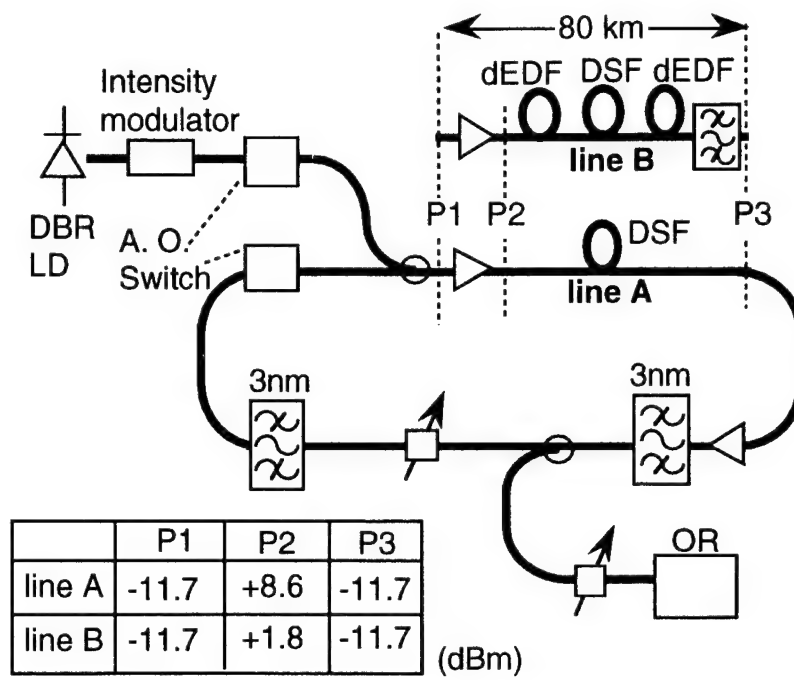 80 km
dEDF DSF dEDF
Intensity
modulator
line B
P1 P2 P3
DBR
LD
A. O.
Switch
DSF
line A
3nm
3nm
OR
P1 P2 P3
line A -11.7 +8.6 -11.7
line B -11.7 +1.8 -11.7
(dBm)